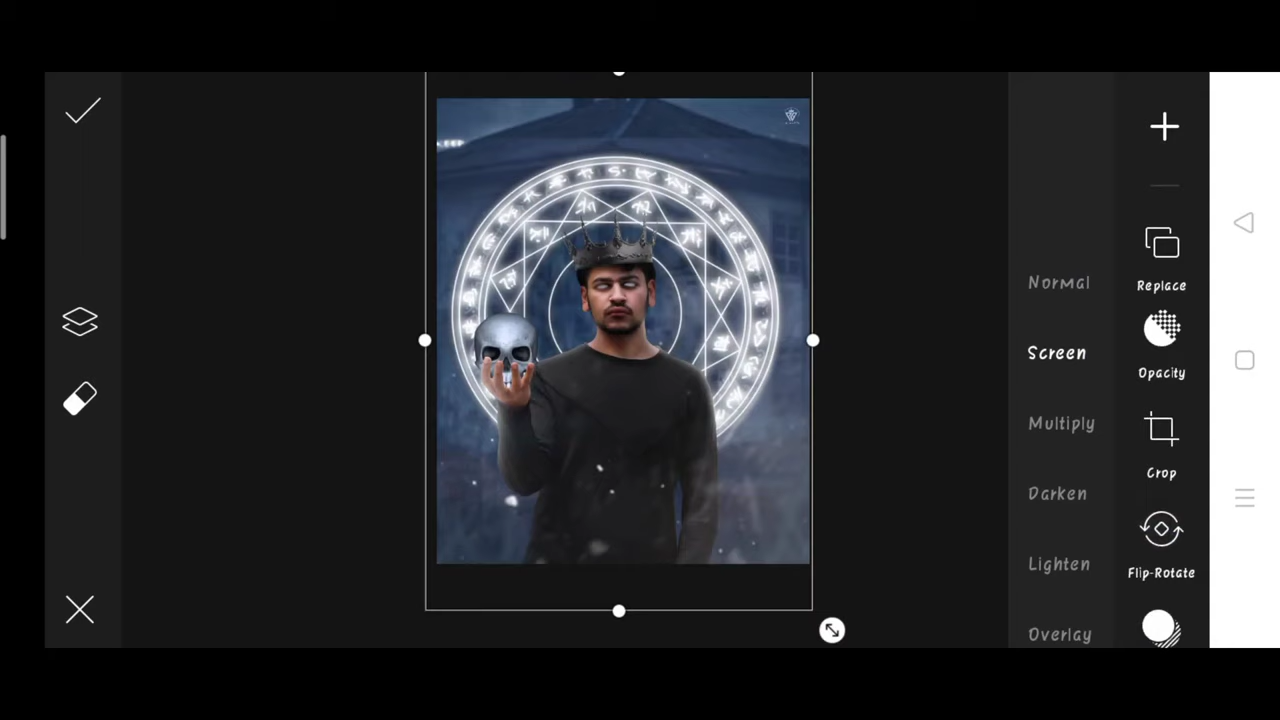 Normal
Screen
Multiply
Darken
Lighten
Overlay
Replace
Opacity
Crop
Flip-Rotate